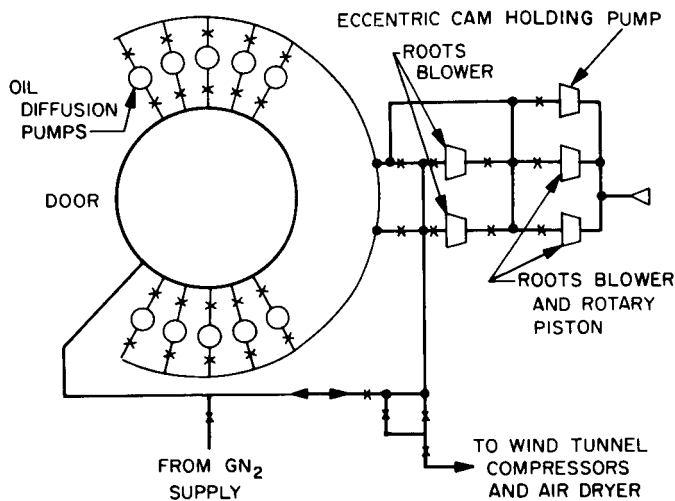 ECCENTRIC CAM HOLDING PUMP
ROOTS
BLOWER
OIL
DIFFUSION
PUMPS
DOOR
ROOTS BLOWER
AND ROTARY
PISTON
FROM GN₂
SUPPLY
TO WIND TUNNEL
COMPRESSORS
AND AIR DRYER